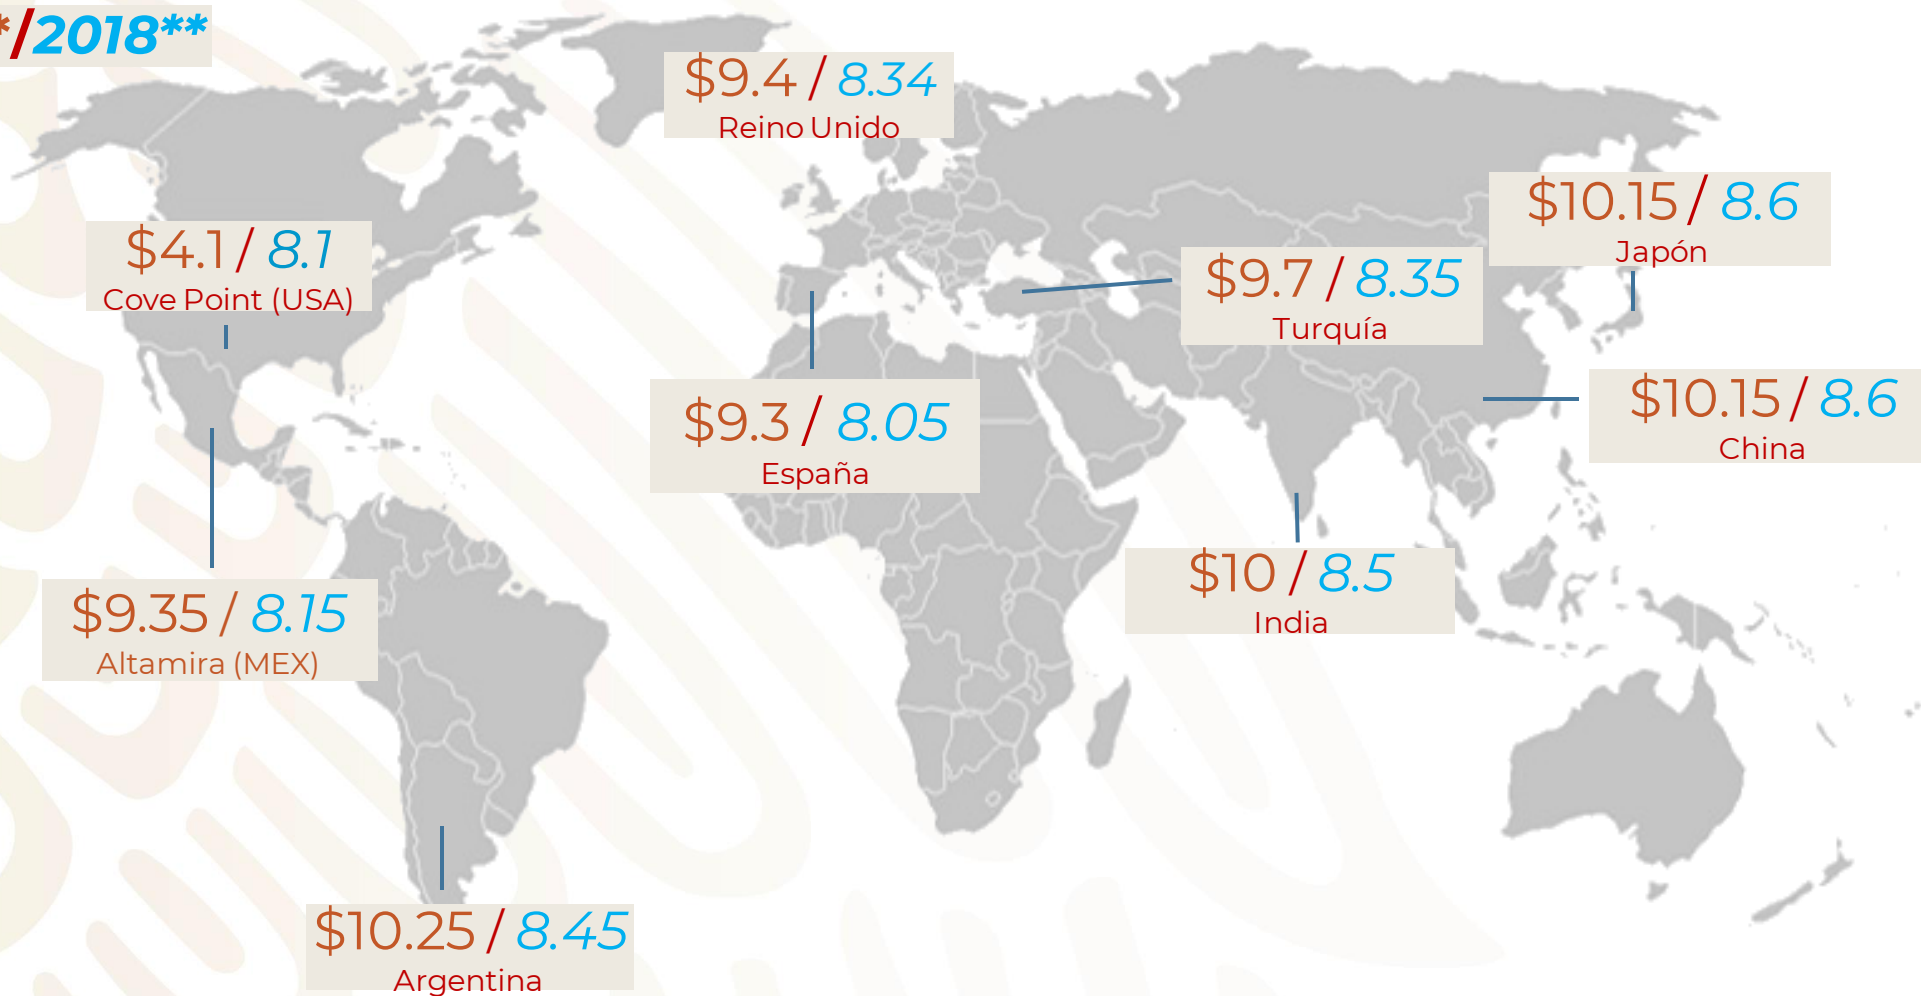 */2018**
$9.4 / 8.34
Reino Unido
$10.15 / 8.6
Japón
$4.1 / 8.1
Cove Point (USA)
$9.7 / 8.35
Turquía
$10.15 / 8.6
China
$9.3 / 8.05
España
$10 / 8.5
India
$9.35 / 8.15
Altamira (MEX)
$10.25 / 8.45
Argentina